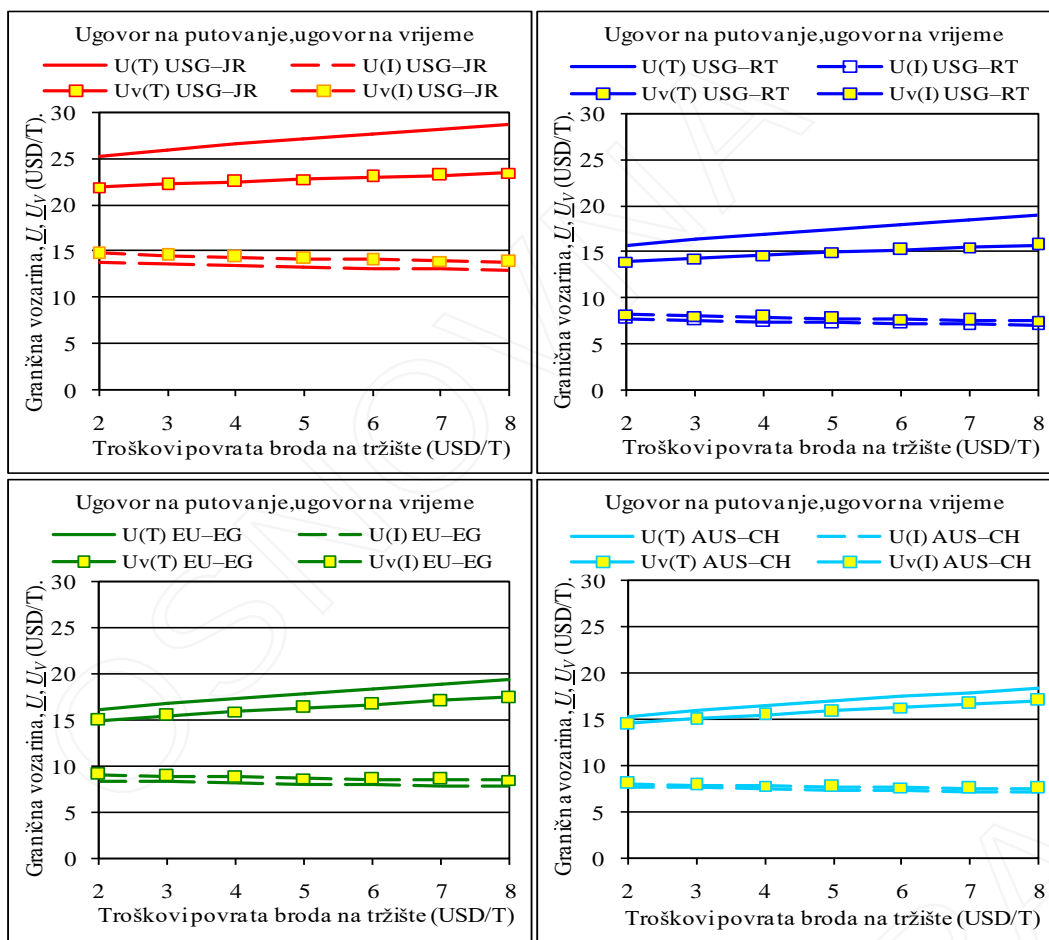 Ugovor na putovanje,ugovor na vrijeme
U(T) USG–JR U(I) USG–JR
Uv(T) USG–JR Uv(I) USG–JR
30
25
20
15
10
5
0
Granična vozarina, U, UV (USD/T).
2 3 4 5 6 7 8
Troškovi povrata broda na tržište (USD/T)
Ugovor na putovanje,ugovor na vrijeme
U(T) USG–RT U(I) USG–RT
Uv(T) USG–RT Uv(I) USG–RT
30
25
20
15
10
5
0
Granična vozarina, U, UV (USD/T).
2 3 4 5 6 7 8
Troškovi povrata broda na tržište (USD/T)
Ugovor na putovanje,ugovor na vrijeme
U(T) EU–EG U(I) EU–EG
Uv(T) EU–EG Uv(I) EU–EG
30
25
20
15
10
5
0
Granična vozarina, U, UV (USD/T).
2 3 4 5 6 7 8
Troškovi povrata broda na tržište (USD/T)
Ugovor na putovanje,ugovor na vrijeme
U(T) AUS–CH U(I) AUS–CH
Uv(T) AUS–CH Uv(I) AUS–CH
30
25
20
15
10
5
0
Granična vozarina, U, UV (USD/T).
2 3 4 5 6 7 8
Troškovi povrata broda na tržište (USD/T)
OSNOVNA